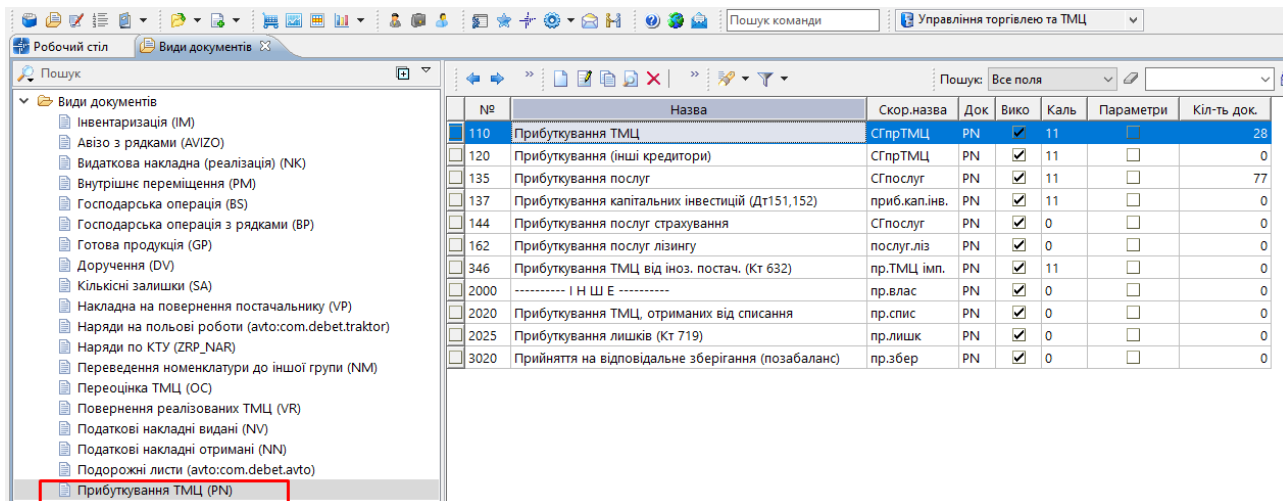 Пошук команди
Управління торгівлею та ТМЦ
Робочий стіл
Види документів
Пошук
Види документів
Інвентаризація (IM)
Авізо з рядками (AVIZO)
Видаткова накладна (реалізація) (NK)
Внутрішнє переміщення (PM)
Господарська операція (BS)
Господарська операція з рядками (BP)
Готова продукція (GP)
Доручення (DV)
Кількісні залишки (SA)
Накладна на повернення постачальнику (VP)
Наряди на польові роботи (avto:com.debet.traktor)
Наряди по КТУ (ZRP_NAR)
Переведення номенклатури до іншої групи (NM)
Переоцінка ТМЦ (OC)
Повернення реалізованих ТМЦ (VR)
Податкові накладні видані (NV)
Податкові накладні отримані (NN)
Подорожні листи (avto:com.debet.avto)
Прибуткування ТМЦ (PN)
Пошук: Все поля
№ Назва Скор.назва Док Вико Каль Параметри Кіл-ть док.
110 Прибуткування ТМЦ СГпрТМЦ PN 11 28
120 Прибуткування (інші кредитори) СГпрТМЦ PN 11 0
135 Прибуткування послуг СГпослуг PN 11 77
137 Прибуткування капітальних інвестицій (Дт151,152) приб.кап.інв. PN 11 0
144 Прибуткування послуг страхування СГпослуг PN 0 0
162 Прибуткування послуг лізингу послуг.ліз PN 0 0
346 Прибуткування ТМЦ від іноз. постач. (Кт 632) пр.ТМЦ імп. PN 11 0
2000 ---------- І Н Ш Е ---------- пр.влас PN 0 0
2020 Прибуткування ТМЦ, отриманих від списання пр.спис PN 0 0
2025 Прибуткування лишків (Кт 719) пр.лишк PN 0 0
3020 Прийняття на відповідальне зберігання (позабаланс) пр.збер PN 0 0